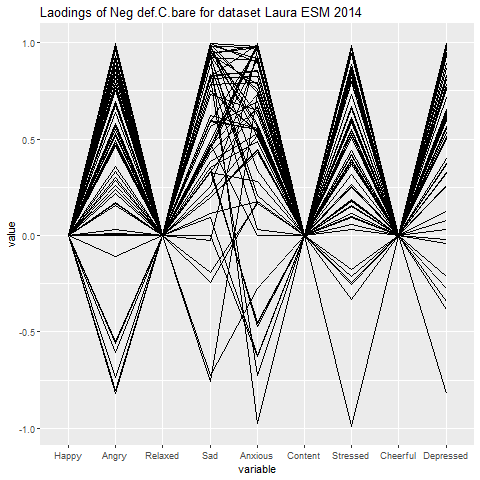 Laodings of Neg def.C.bare for dataset Laura ESM 2014
1.0
0.5
0.0
-0.5
-1.0
value
Happy Angry Relaxed Sad Anxious Content Stressed Cheerful Depressed
variable